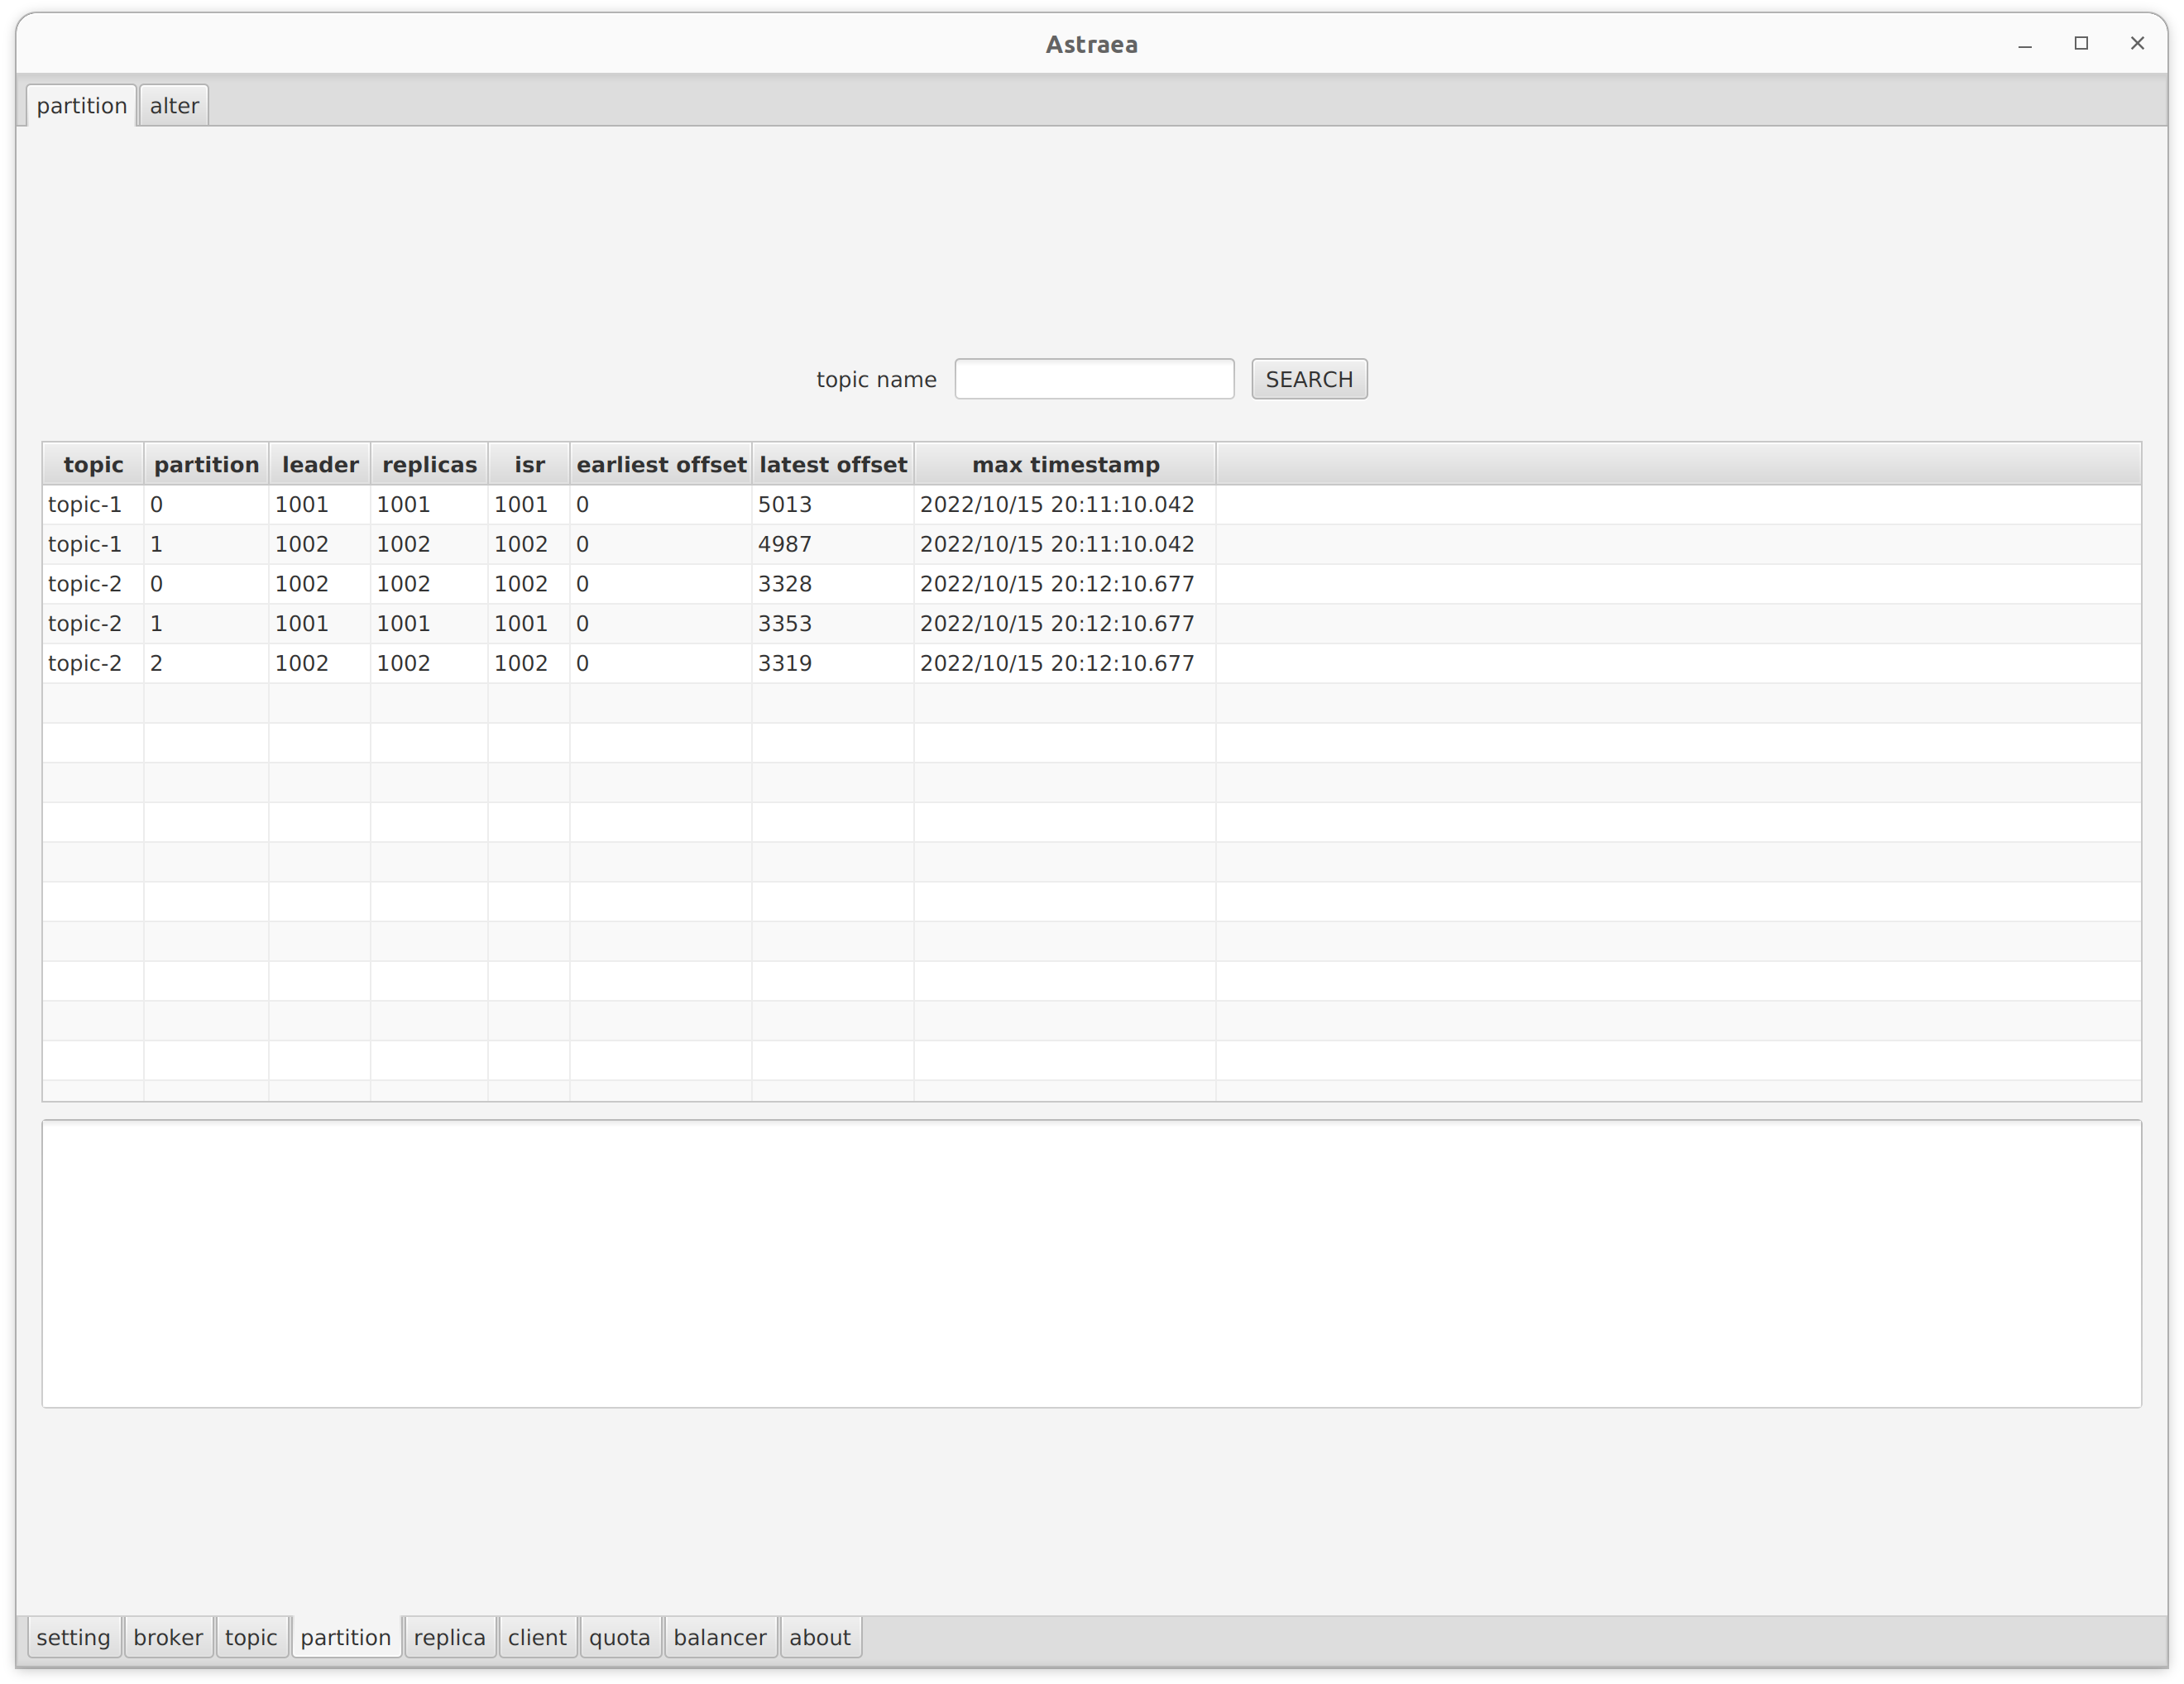 Astraea
partition alter
topic name SEARCH
topic partition leader replicas isr earliest offset latest offset max timestamp
topic-1 0 1001 1001 1001 0 5013 2022/10/15 20:11:10.042
topic-1 1 1002 1002 1002 0 4987 2022/10/15 20:11:10.042
topic-2 0 1002 1002 1002 0 3328 2022/10/15 20:12:10.677
topic-2 1 1001 1001 1001 0 3353 2022/10/15 20:12:10.677
topic-2 2 1002 1002 1002 0 3319 2022/10/15 20:12:10.677
setting broker topic partition replica client quota balancer about